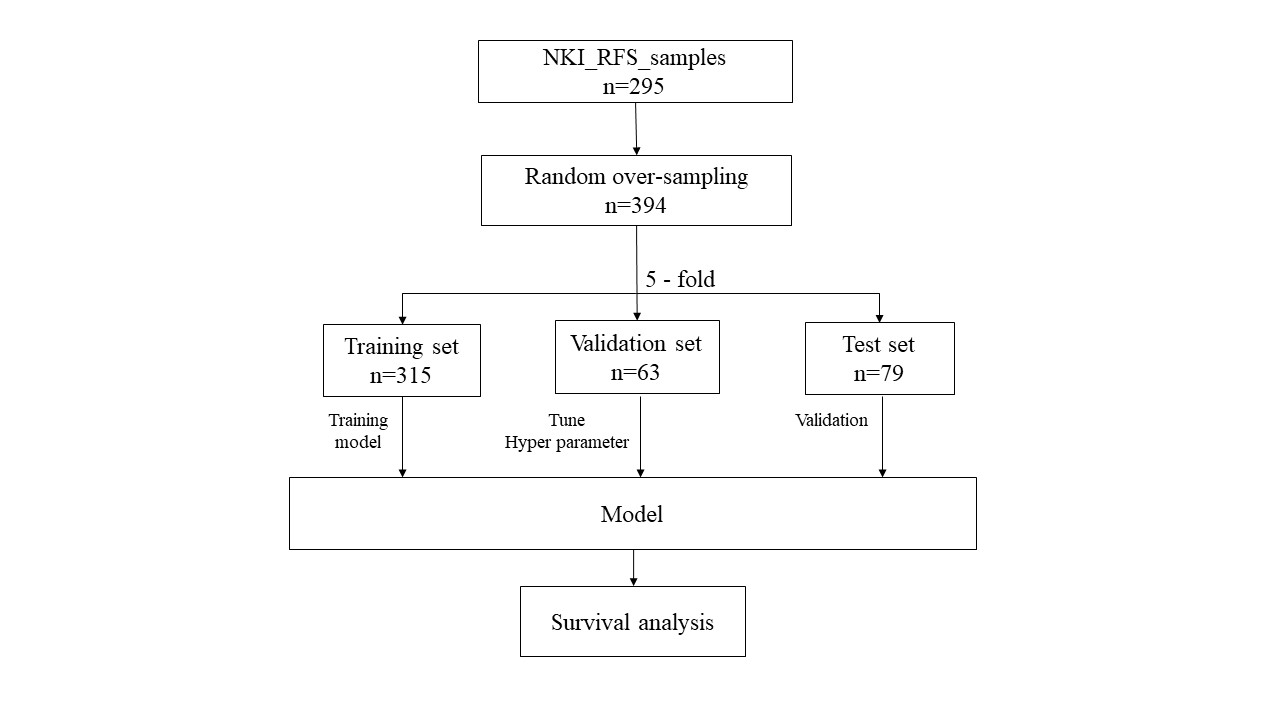 NKI_RFS_samples
n=295
Random over-sampling
n=394
5 - fold
Training set
n=315
Validation set
n=63
Test set
n=79
Training
model
Tune
Hyper parameter
Validation
Model
Survival analysis